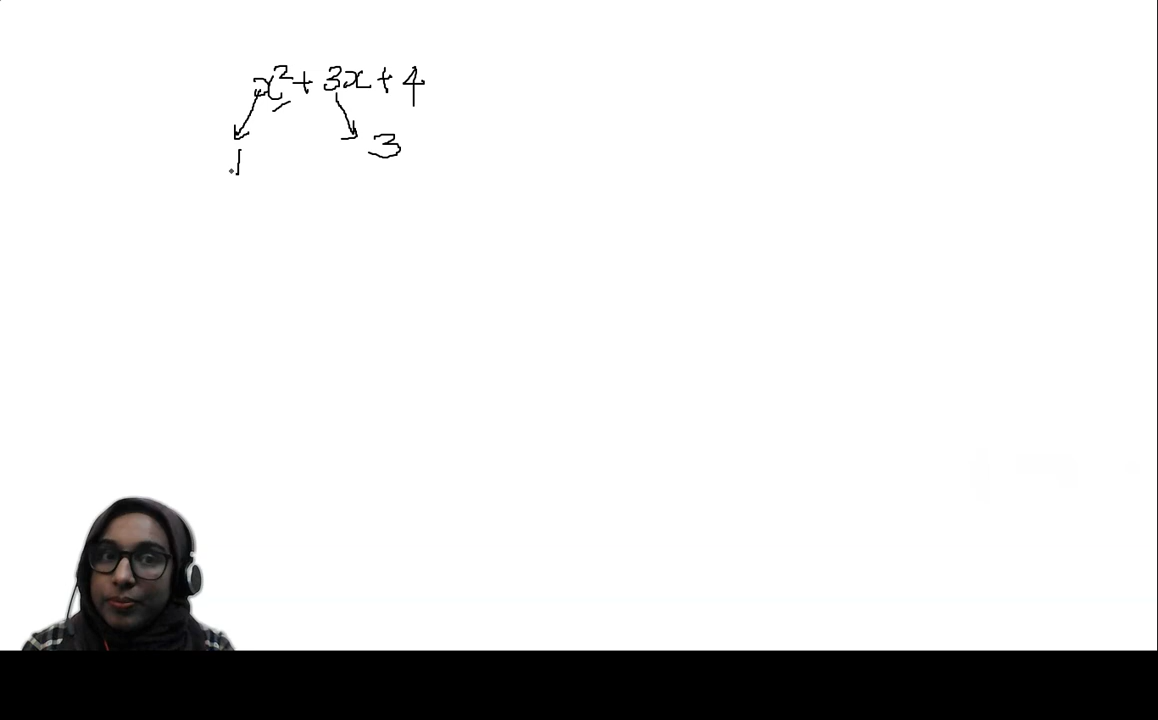 x² + 3x + 4
1 3